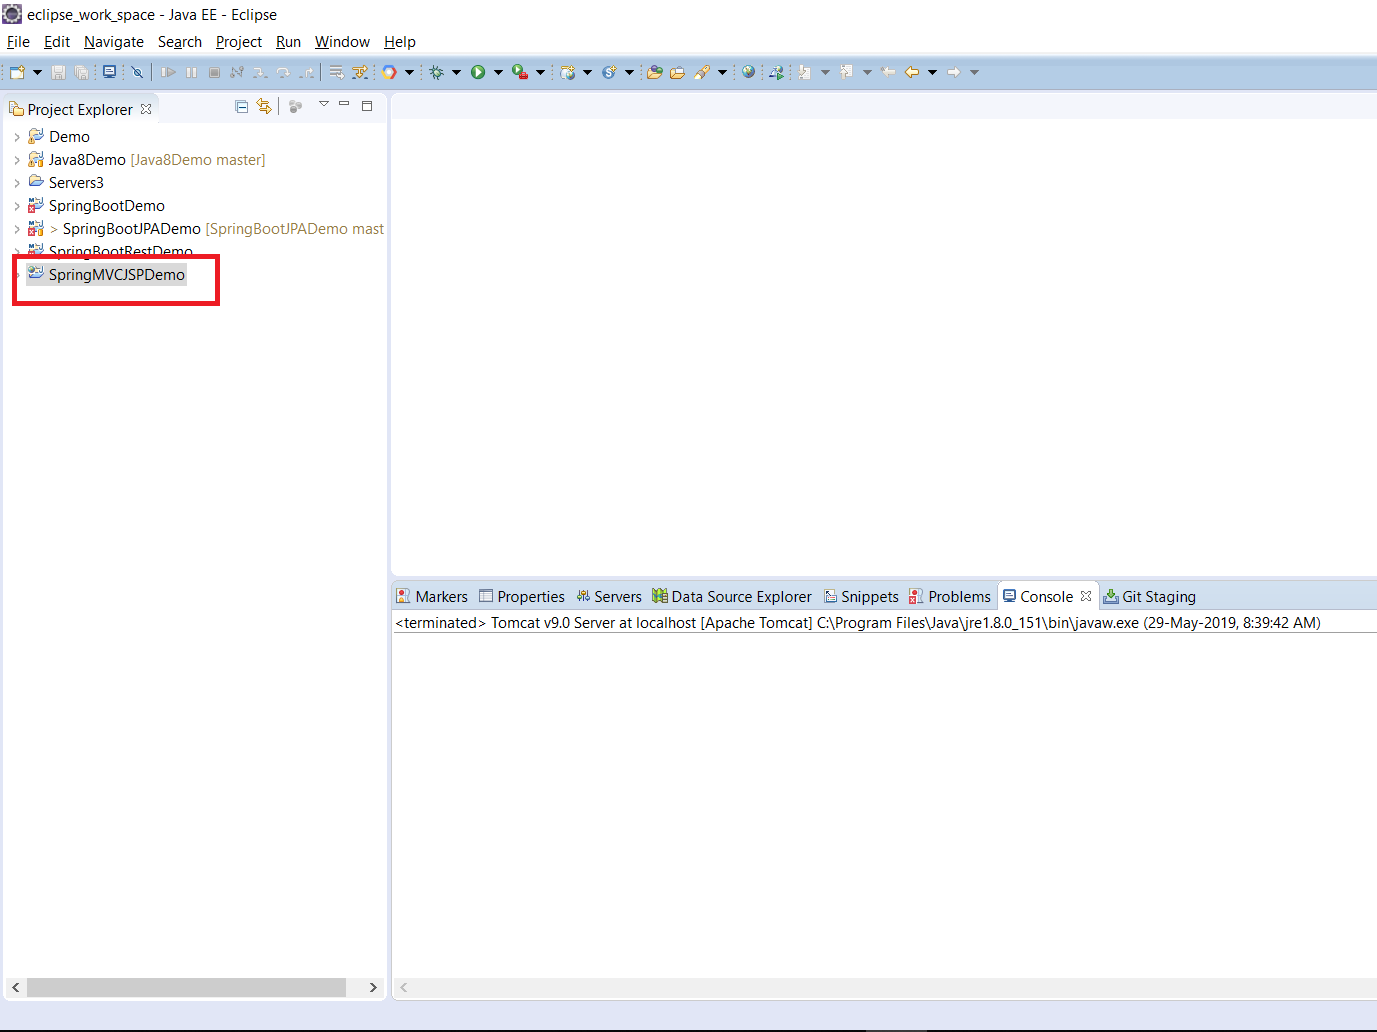 eclipse_work_space - Java EE - Eclipse
File Edit Navigate Search Project Run Window Help
Project Explorer
Demo
Java8Demo [Java8Demo master]
Servers3
SpringBootDemo
> SpringBootJPADemo [SpringBootJPADemo mast
SpringBootRestDemo
SpringMVCJSPDemo
Markers Properties Servers Data Source Explorer Snippets Problems Console Git Staging
<terminated> Tomcat v9.0 Server at localhost [Apache Tomcat] C:\Program Files\Java\jre1.8.0_151\bin\javaw.exe (29-May-2019, 8:39:42 AM)